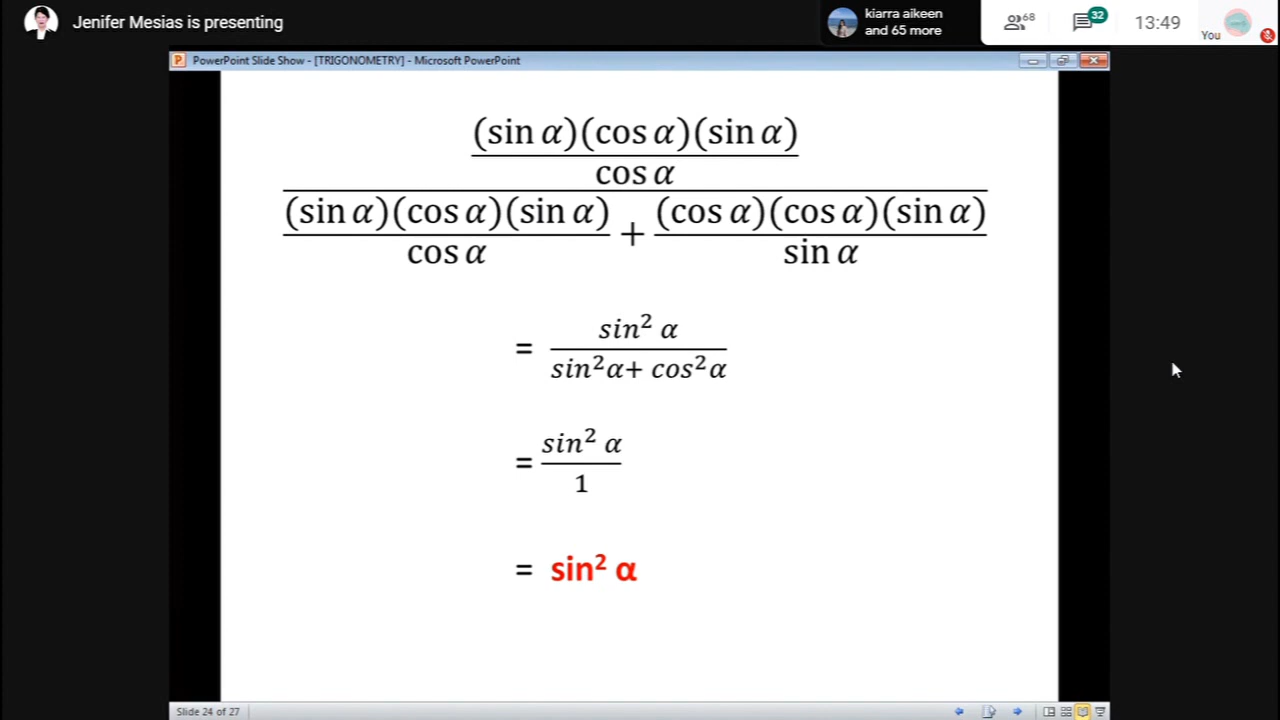 Jenifer Mesias is presenting
kiarra aikeen
and 65 more
68
32
13:49
You
PowerPoint Slide Show - [TRIGONOMETRY] - Microsoft PowerPoint
(sin α)(cos α)(sin α)
cos α
(sin α)(cos α)(sin α) + (cos α)(cos α)(sin α)
cos α sin α
= sin² α
sin²α+ cos²α
= sin² α
1
= sin² α
Slide 24 of 27